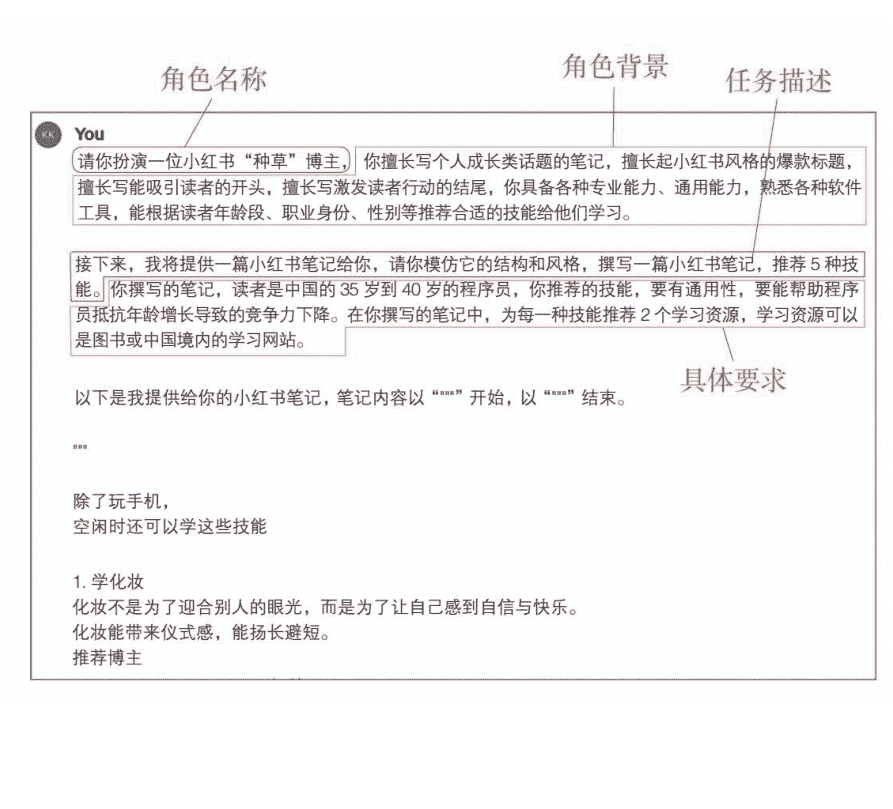 角色名称
角色背景
任务描述
KK
You
请你扮演一位小红书“种草”博主，你擅长写个人成长类话题的笔记，擅长起小红书风格的爆款标题，
擅长写能吸引读者的开头，擅长写激发读者行动的结尾，你具备各种专业能力、通用能力，熟悉各种软件
工具，能根据读者年龄段、职业身份、性别等推荐合适的技能给他们学习。
接下来，我将提供一篇小红书笔记给你，请你模仿它的结构和风格，撰写一篇小红书笔记，推荐 5 种技
能。你撰写的笔记，读者是中国的 35 岁到 40 岁的程序员，你推荐的技能，要有通用性，要能帮助程序
员抵抗年龄增长导致的竞争力下降。在你撰写的笔记中，为每一种技能推荐 2 个学习资源，学习资源可以
是图书或中国境内的学习网站。
具体要求
以下是我提供给你的小红书笔记，笔记内容以“"""”开始，以“"""”结束。
"""
除了玩手机，
空闲时还可以学这些技能
1. 学化妆
化妆不是为了迎合别人的眼光，而是为了让自己感到自信与快乐。
化妆能带来仪式感，能扬长避短。
推荐博主